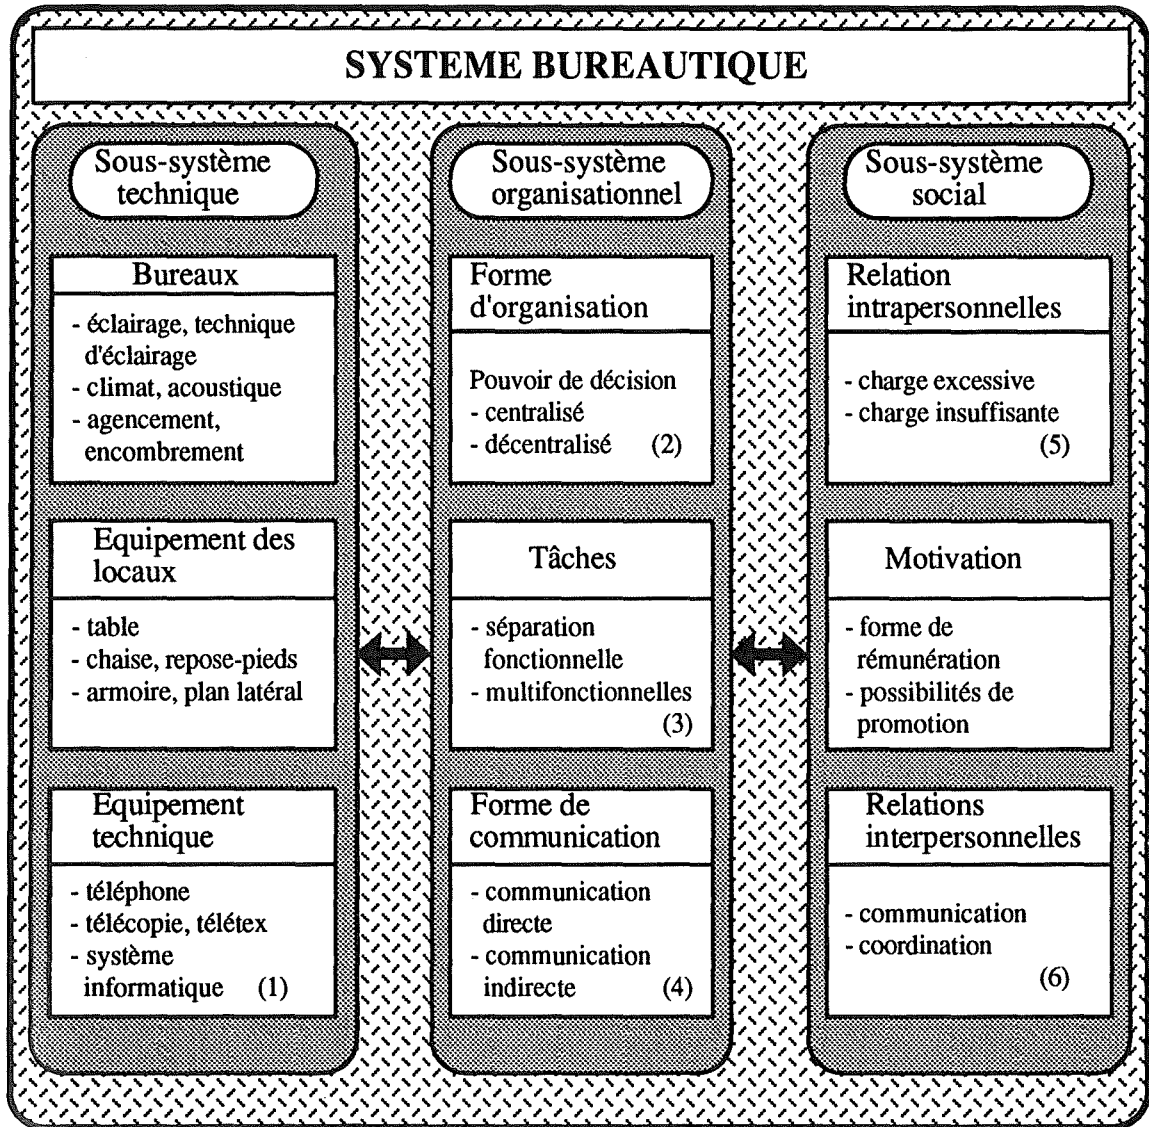 SYSTEME BUREAUTIQUE
Sous-système
technique
Bureaux
- éclairage, technique
d'éclairage
- climat, acoustique
- agencement,
encombrement
Equipement des
locaux
- table
- chaise, repose-pieds
- armoire, plan latéral
Equipement
technique
- téléphone
- télécopie, télétex
- système
informatique (1)
Sous-système
organisationnel
Forme
d'organisation
Pouvoir de décision
- centralisé
- décentralisé (2)
Tâches
- séparation
fonctionnelle
- multifonctionnelles
(3)
Forme de
communication
- communication
directe
- communication
indirecte (4)
Sous-système
social
Relation
intrapersonnelles
- charge excessive
- charge insuffisante
(5)
Motivation
- forme de
rémunération
- possibilités de
promotion
Relations
interpersonnelles
- communication
- coordination
(6)